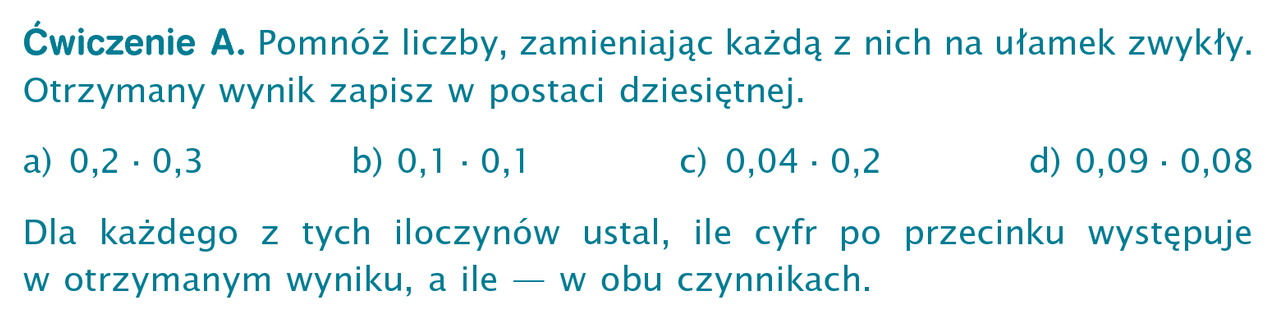 Ćwiczenie A. Pomnóż liczby, zamieniając każdą z nich na ułamek zwykły.
Otrzymany wynik zapisz w postaci dziesiętnej.
a) 0,2 · 0,3 b) 0,1 · 0,1 c) 0,04 · 0,2 d) 0,09 · 0,08
Dla każdego z tych iloczynów ustal, ile cyfr po przecinku występuje
w otrzymanym wyniku, a ile — w obu czynnikach.